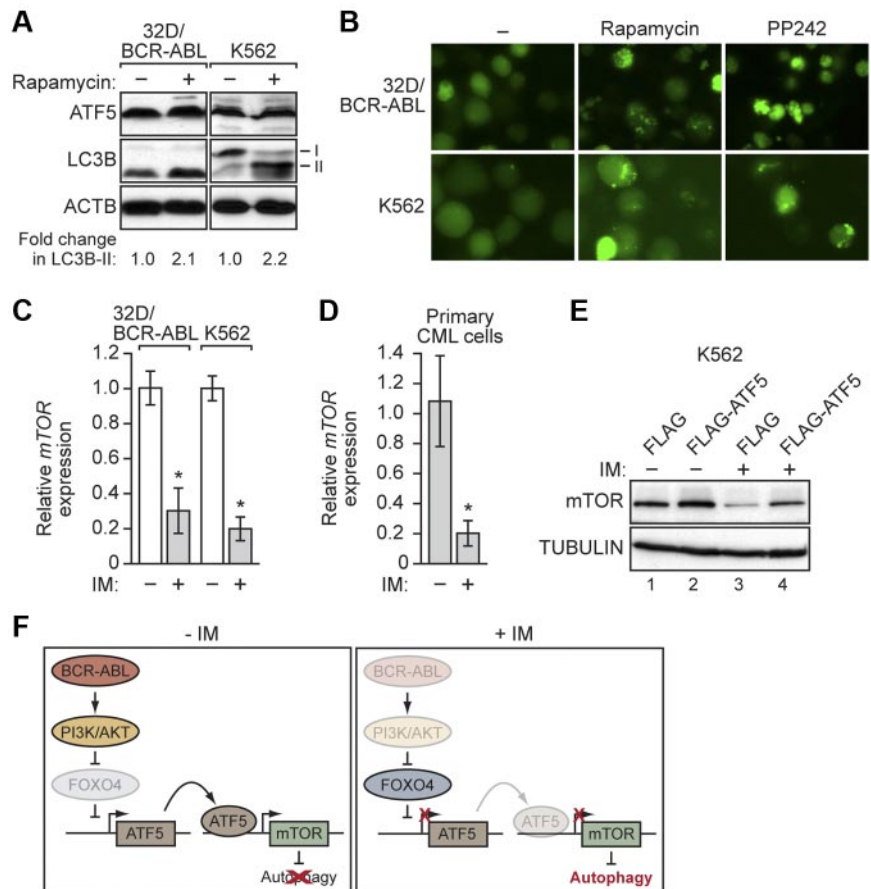 A
32D/
BCR-ABL K562
Rapamycin: – + – +
ATF5
LC3B
I
II
ACTB
Fold change
in LC3B-II: 1.0 2.1 1.0 2.2
B
– Rapamycin PP242
32D/
BCR-ABL
K562
C
32D/
BCR-ABL K562
Relative mTOR
expression
1.2
1.0
0.8
0.6
0.4
0.2
0
* *
IM: – + – +
D
Primary
CML cells
Relative mTOR
expression
1.4
1.2
1.0
0.8
0.6
0.4
0.2
0
*
IM: – +
E
K562
FLAG FLAG-ATF5 FLAG FLAG-ATF5
IM: – – + +
mTOR
TUBULIN
1 2 3 4
F
- IM
BCR-ABL
PI3K/AKT
FOXO4
ATF5 ATF5 mTOR
Autophagy
+ IM
BCR-ABL
PI3K/AKT
FOXO4
ATF5 ATF5 mTOR
Autophagy